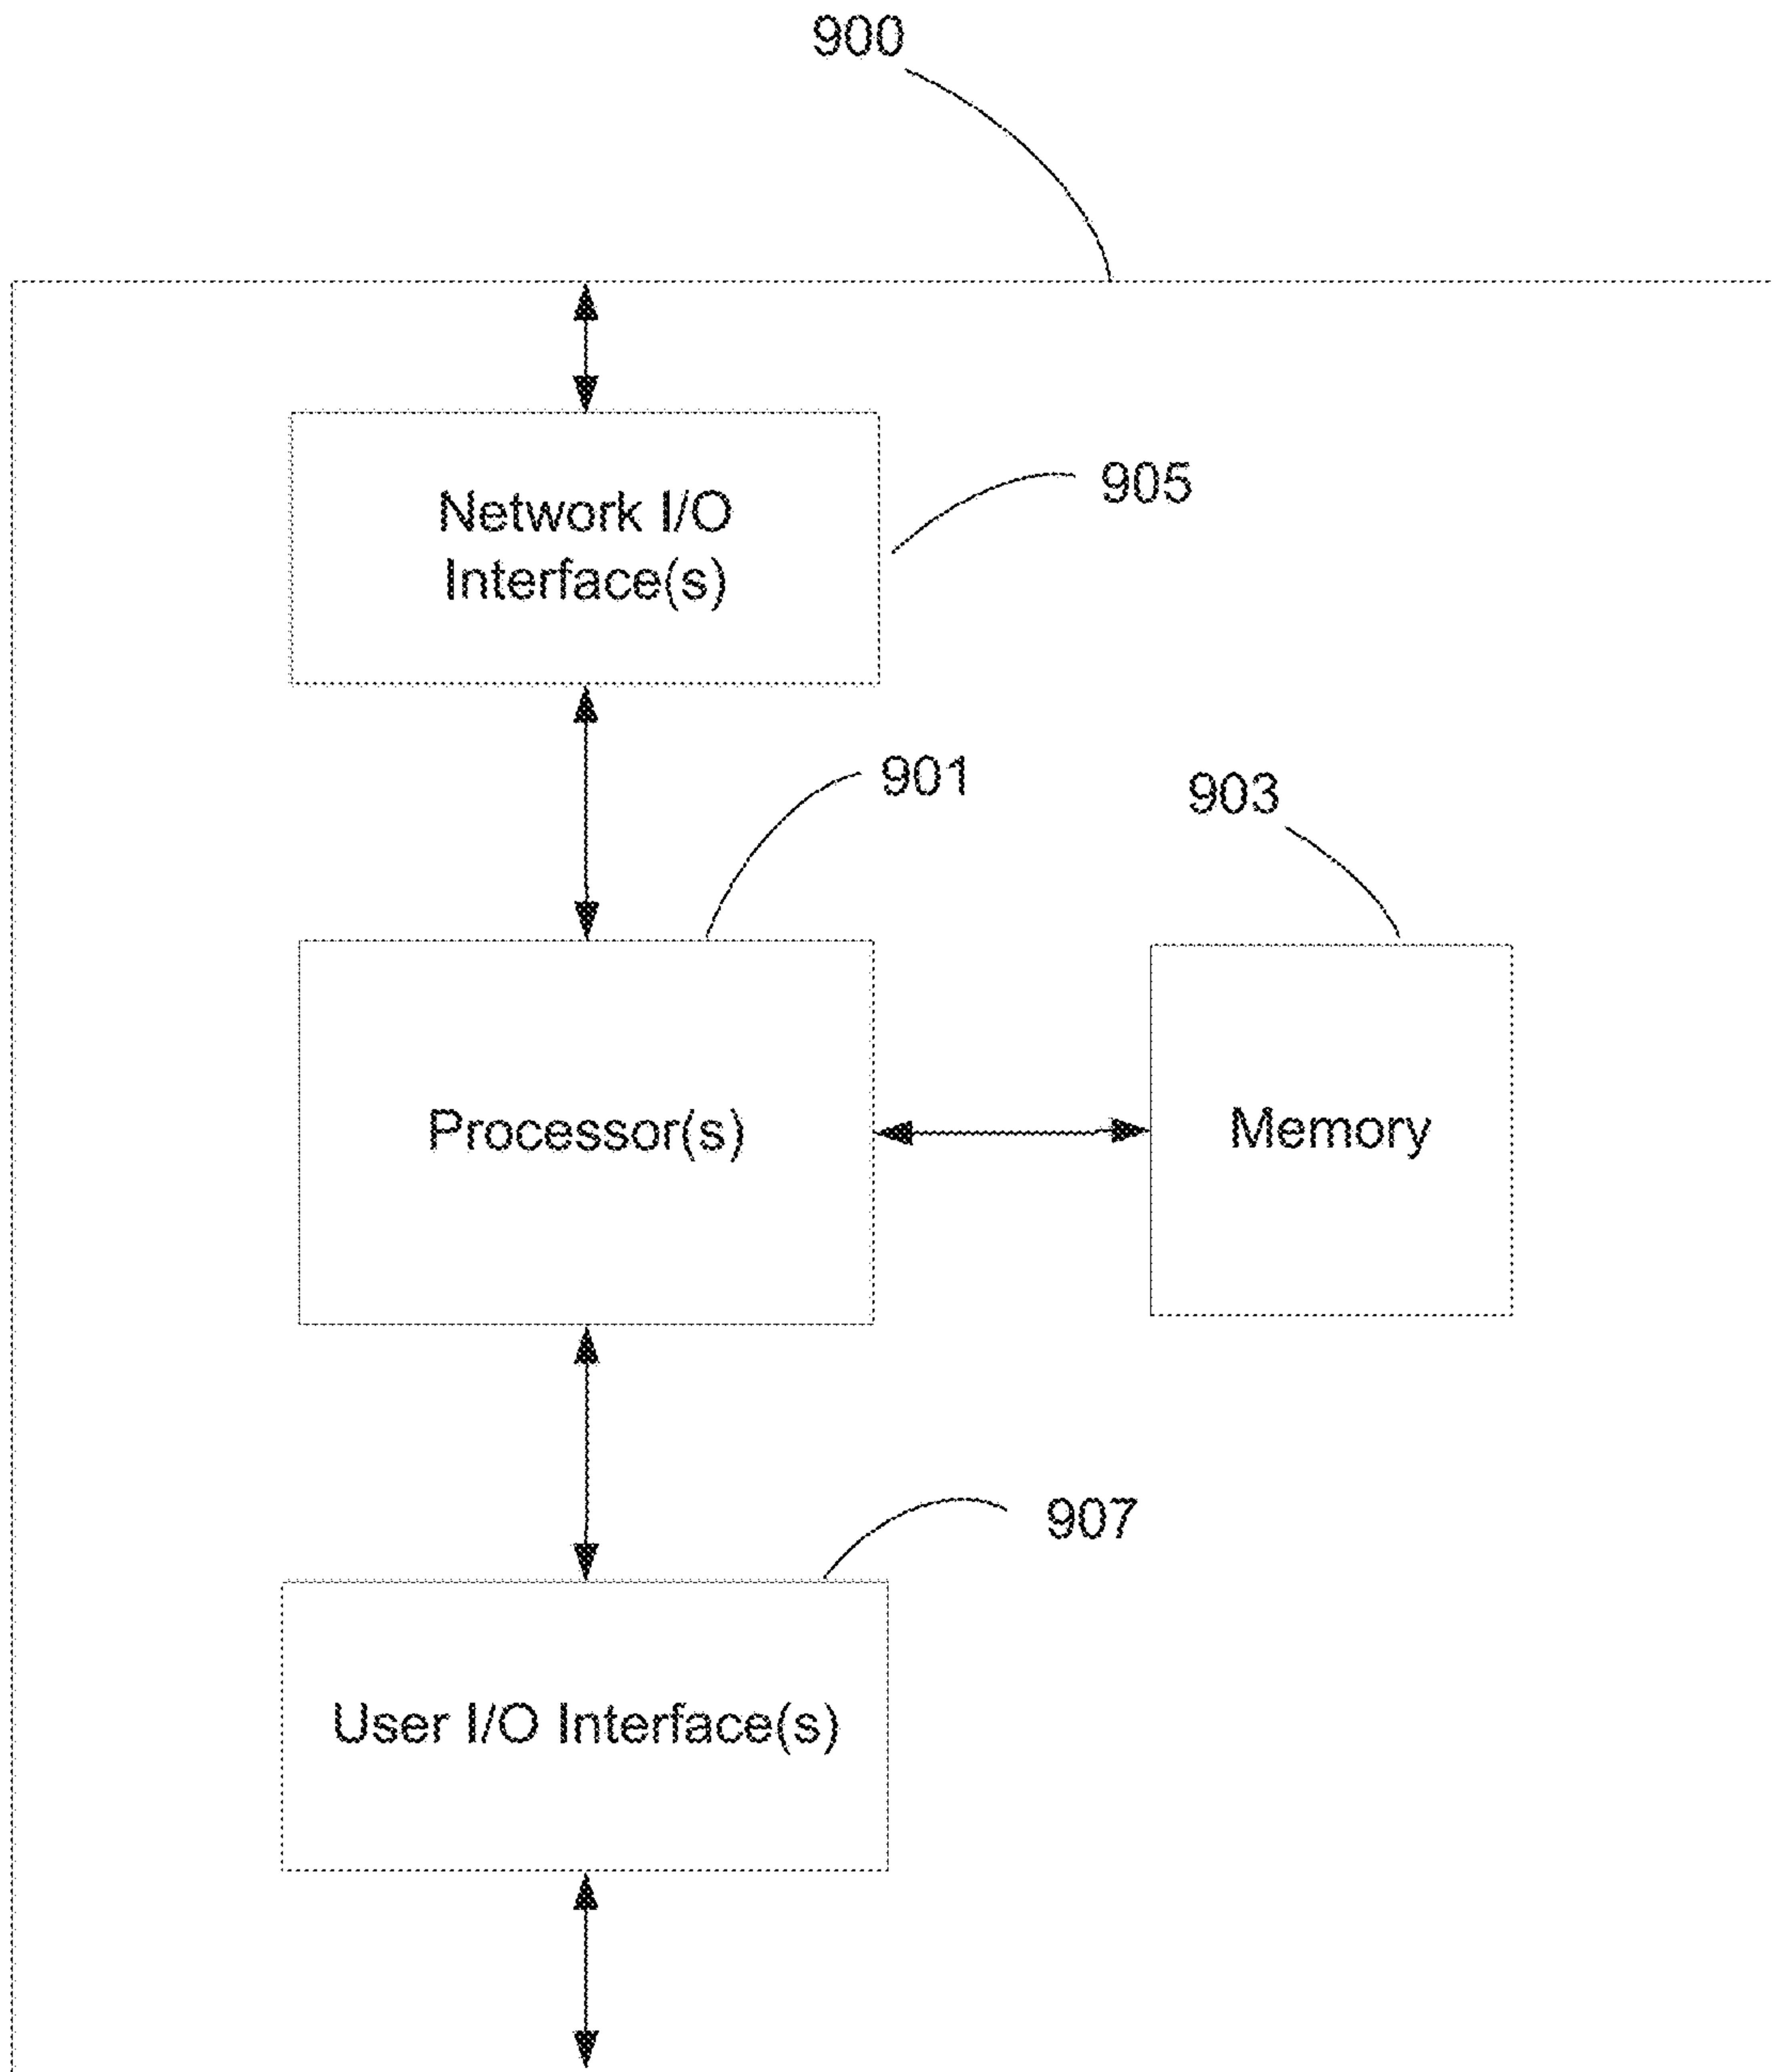 900
Network I/O
Interface(s)
905
901
903
Processor(s)
Memory
907
User I/O Interface(s)